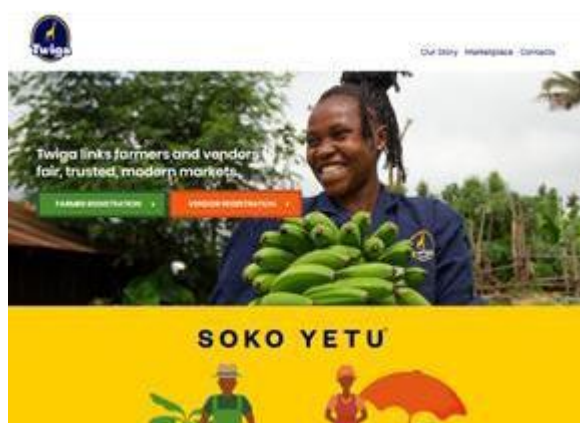 Twiga
Our Story Marketplace Contacts
Twiga links farmers and vendors to
fair, trusted, modern markets.
FARMER REGISTRATION
VENDOR REGISTRATION
SOKO YETU